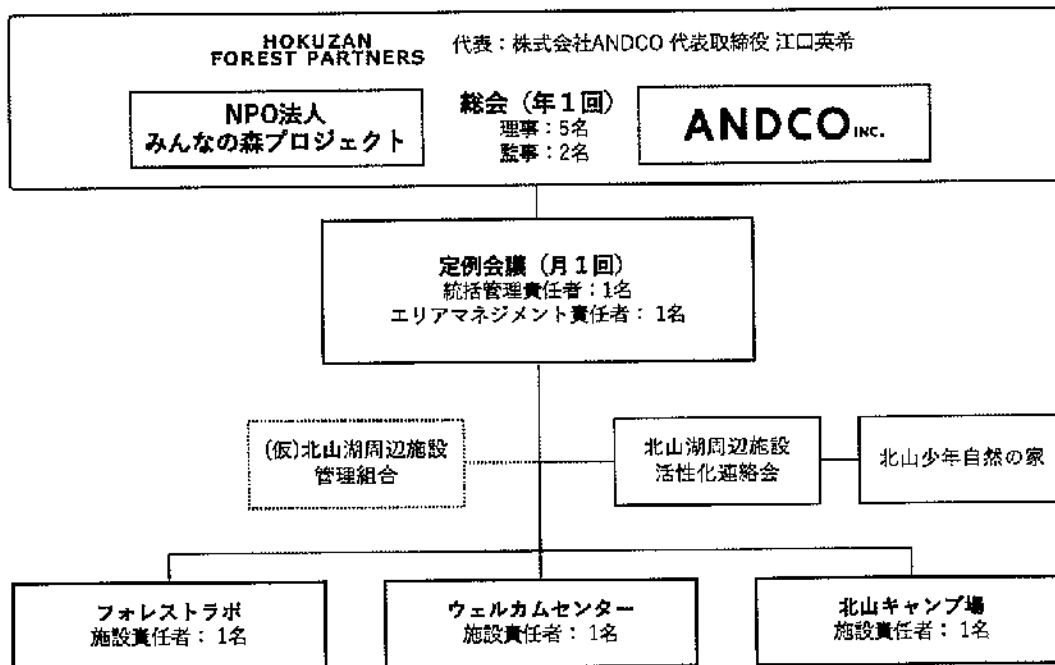 HOKUZAN
FOREST PARTNERS
代表：株式会社ANDCO 代表取締役 江口英希
NPO法人
みんなの森プロジェクト
総会（年１回）
理事：5名
監事：2名
ANDCO INC.
定例会議（月１回）
統括管理責任者：1名
エリアマネジメント責任者： 1名
(仮)北山湖周辺施設
管理組合
北山湖周辺施設
活性化連絡会
北山少年自然の家
フォレストラボ
施設責任者： 1名
ウェルカムセンター
施設責任者： 1名
北山キャンプ場
施設責任者： 1名